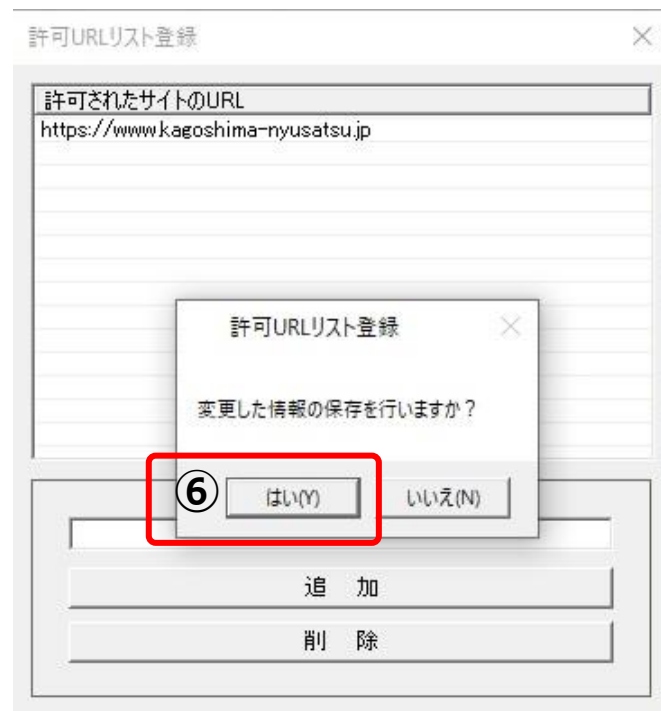 許可URLリスト登録
許可されたサイトのURL
https://www.kagoshima-nyusatsu.jp
許可URLリスト登録
変更した情報の保存を行いますか?
⑥ はい(Y) いいえ(N)
追 加
削 除